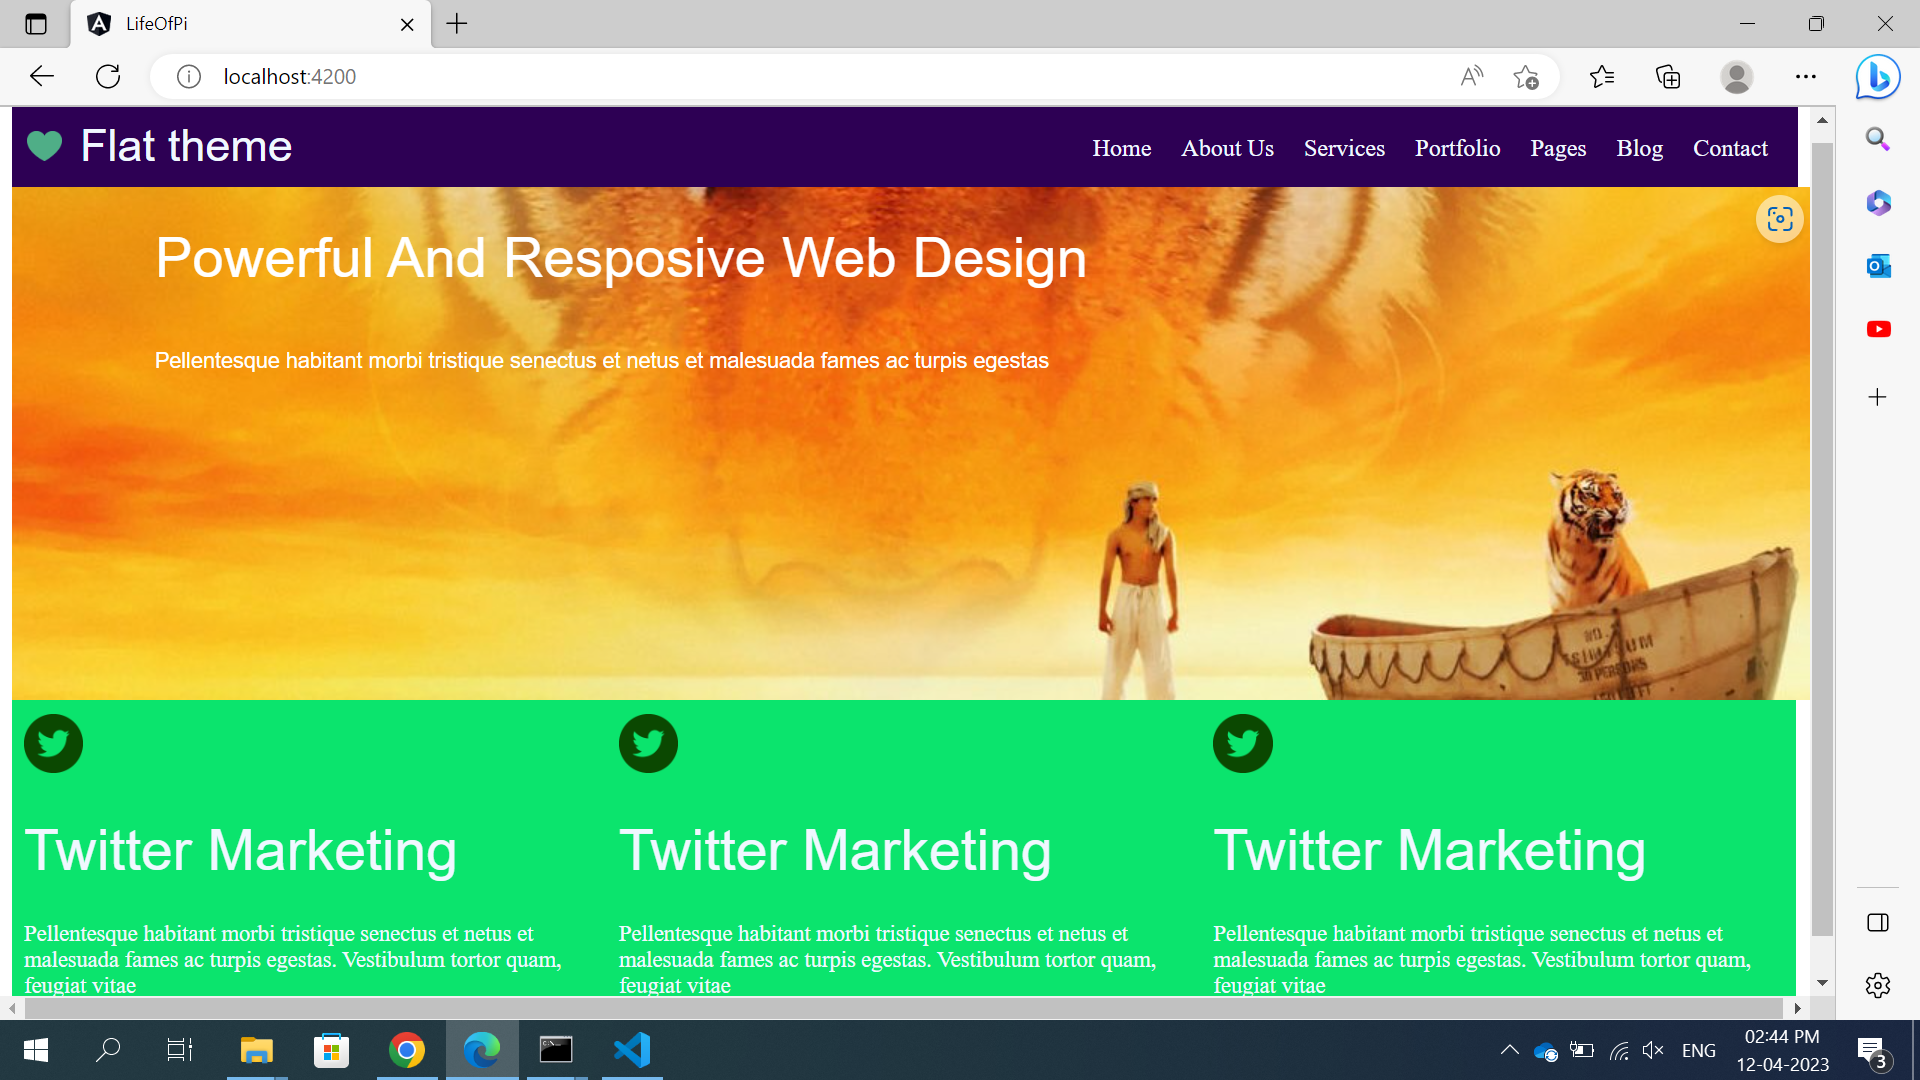 LifeOfPi
localhost:4200
Flat theme
Home About Us Services Portfolio Pages Blog Contact
Powerful And Resposive Web Design
Pellentesque habitant morbi tristique senectus et netus et malesuada fames ac turpis egestas
Twitter Marketing
Pellentesque habitant morbi tristique senectus et netus et
malesuada fames ac turpis egestas. Vestibulum tortor quam,
feugiat vitae
Twitter Marketing
Pellentesque habitant morbi tristique senectus et netus et
malesuada fames ac turpis egestas. Vestibulum tortor quam,
feugiat vitae
Twitter Marketing
Pellentesque habitant morbi tristique senectus et netus et
malesuada fames ac turpis egestas. Vestibulum tortor quam,
feugiat vitae
ENG
02:44 PM
12-04-2023
3